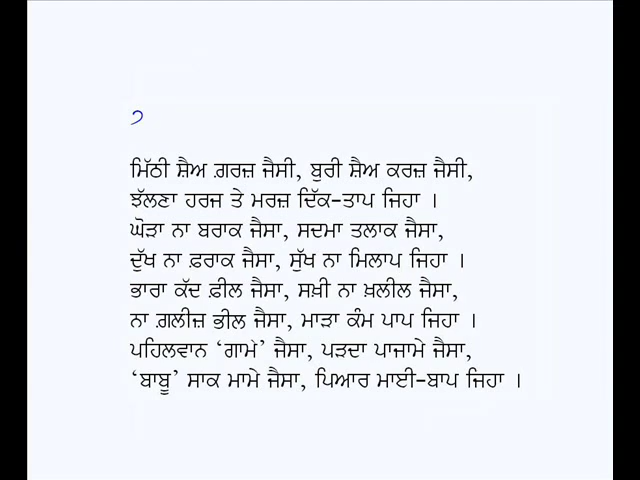 ੭
ਮਿੱਠੀ ਸ਼ੈਅ ਗ਼ਰਜ਼ ਜੈਸੀ, ਬੁਰੀ ਸ਼ੈਅ ਕਰਜ਼ ਜੈਸੀ,
ਝੱਲਣਾ ਹਰਜ ਤੇ ਮਰਜ਼ ਦਿੱਕ-ਤਾਪ ਜਿਹਾ ।
ਘੋੜਾ ਨਾ ਬਰਾਕ ਜੈਸਾ, ਸਦਮਾ ਤਲਾਕ ਜੈਸਾ,
ਦੁੱਖ ਨਾ ਫ਼ਰਾਕ ਜੈਸਾ, ਸੁੱਖ ਨਾ ਮਿਲਾਪ ਜਿਹਾ ।
ਭਾਰਾ ਕੱਦ ਫ਼ੀਲ ਜੈਸਾ, ਸਖ਼ੀ ਨਾ ਖ਼ਲੀਲ ਜੈਸਾ,
ਨਾ ਗ਼ਲੀਜ਼ ਭੀਲ ਜੈਸਾ, ਮਾੜਾ ਕੰਮ ਪਾਪ ਜਿਹਾ ।
ਪਹਿਲਵਾਨ ‘ਗਾਮੇ’ ਜੈਸਾ, ਪੜਦਾ ਪਾਜਾਮੇ ਜੈਸਾ,
‘ਬਾਬੂ’ ਸਾਕ ਮਾਮੇ ਜੈਸਾ, ਪਿਆਰ ਮਾਈ-ਬਾਪ ਜਿਹਾ ।